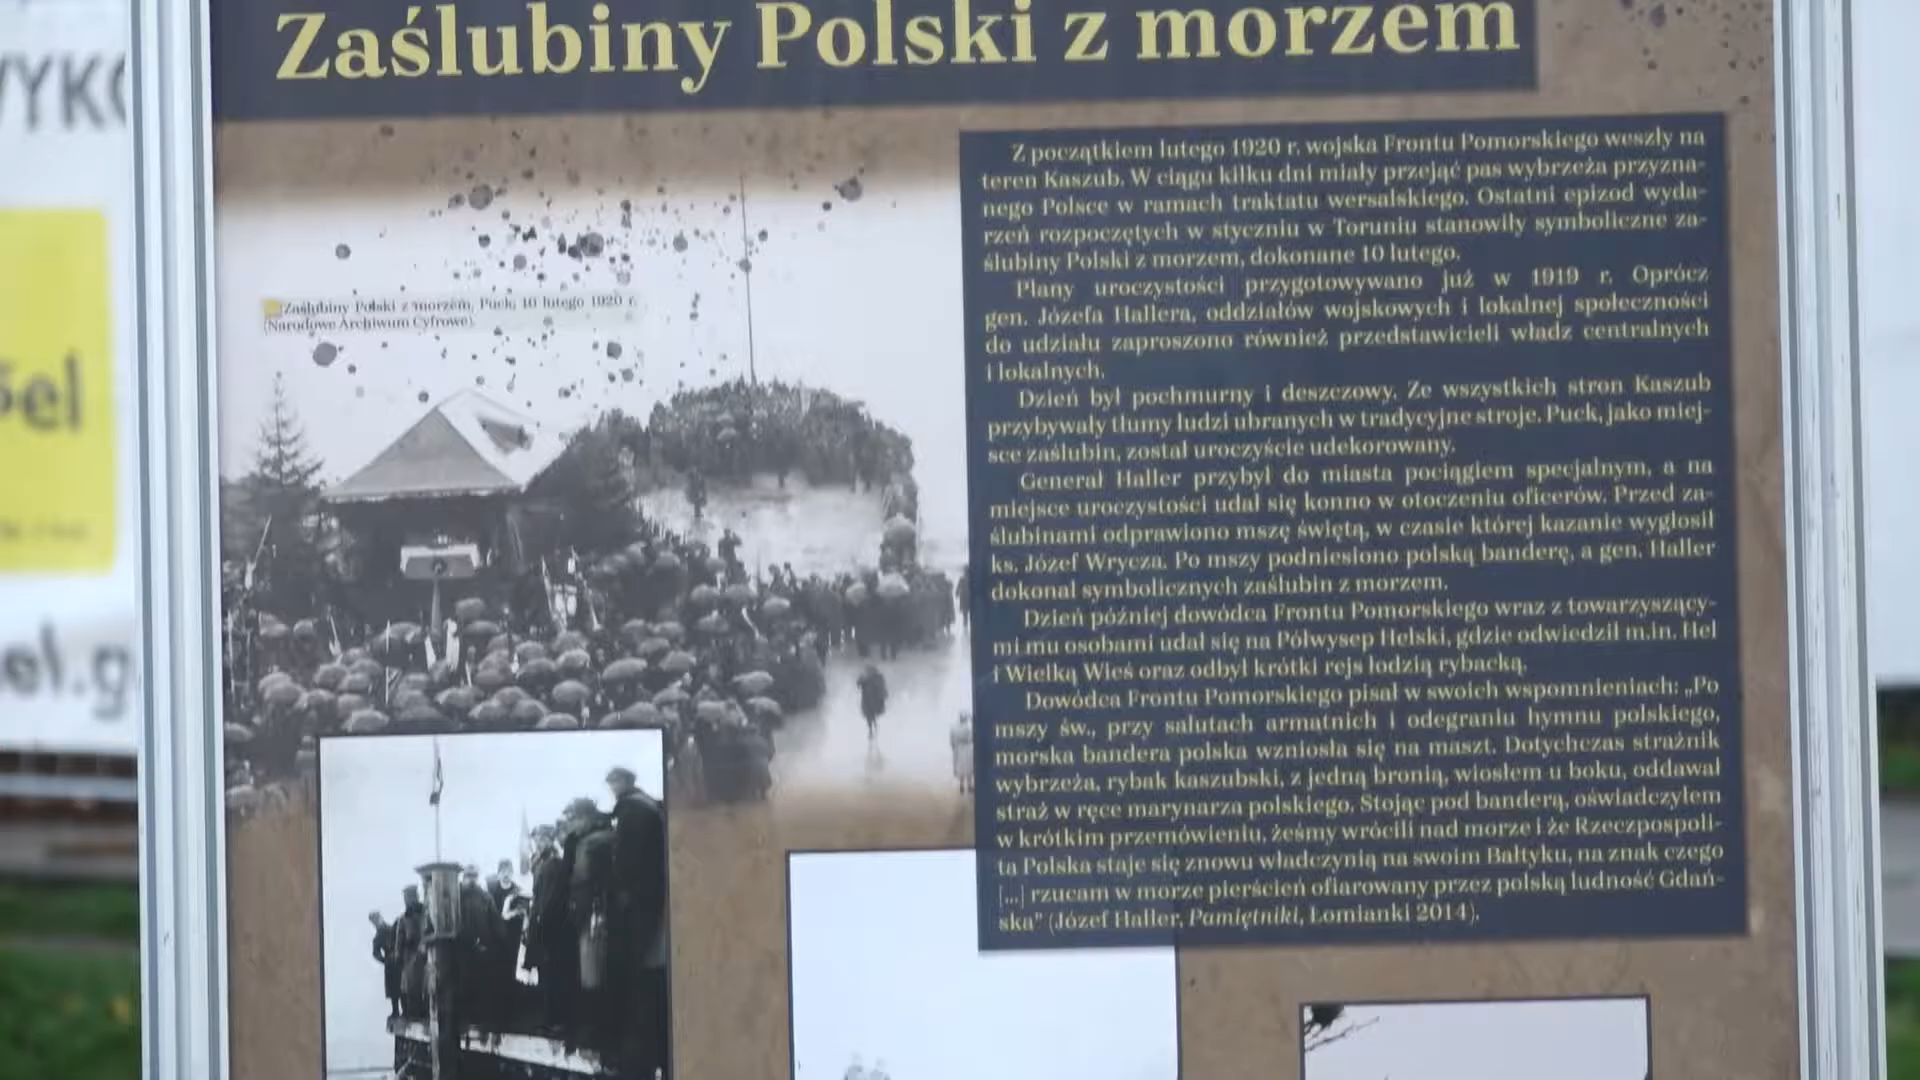 Zaślubiny Polski z morzem
Zaślubiny Polski z morzem, Puck, 10 lutego 1920 r.
(Narodowe Archiwum Cyfrowe).
Z początkiem lutego 1920 r. wojska Frontu Pomorskiego weszły na
teren Kaszub. W ciągu kilku dni miały przejąć pas wybrzeża przyzna-
nego Polsce w ramach traktatu wersalskiego. Ostatni epizod wyda-
rzeń rozpoczętych w styczniu w Toruniu stanowiły symboliczne za-
ślubiny Polski z morzem, dokonane 10 lutego.
Plany uroczystości przygotowywano już w 1919 r. Oprócz
gen. Józefa Hallera, oddziałów wojskowych i lokalnej społeczności
do udziału zaproszono również przedstawicieli władz centralnych
i lokalnych.
Dzień był pochmurny i deszczowy. Ze wszystkich stron Kaszub
przybywały tłumy ludzi ubranych w tradycyjne stroje. Puck, jako miej-
sce zaślubin, został uroczyście udekorowany.
Generał Haller przybył do miasta pociągiem specjalnym, a na
miejsce uroczystości udał się konno w otoczeniu oficerów. Przed za-
ślubinami odprawiono mszę świętą, w czasie której kazanie wygłosił
ks. Józef Wrycza. Po mszy podniesiono polską banderę, a gen. Haller
dokonał symbolicznych zaślubin z morzem.
Dzień później dowódca Frontu Pomorskiego wraz z towarzyszący-
mi mu osobami udał się na Półwysep Helski, gdzie odwiedził m.in. Hel
i Wielką Wieś oraz odbył krótki rejs łodzią rybacką.
Dowódca Frontu Pomorskiego pisał w swoich wspomnieniach: „Po
mszy św., przy salutach armatnich i odegraniu hymnu polskiego,
morska bandera polska wzniosła się na maszt. Dotychczas strażnik
wybrzeża, rybak kaszubski, z jedną bronią, wiosłem u boku, oddawał
straż w ręce marynarza polskiego. Stojąc pod banderą, oświadczyłem
w krótkim przemówieniu, żeśmy wrócili nad morze i że Rzeczpospoli-
ta Polska staje się znowu władczynią na swoim Bałtyku, na znak czego
[...] rzucam w morze pierścień ofiarowany przez polską ludność Gdań-
ska” (Józef Haller, Pamiętniki, Łomianki 2014).